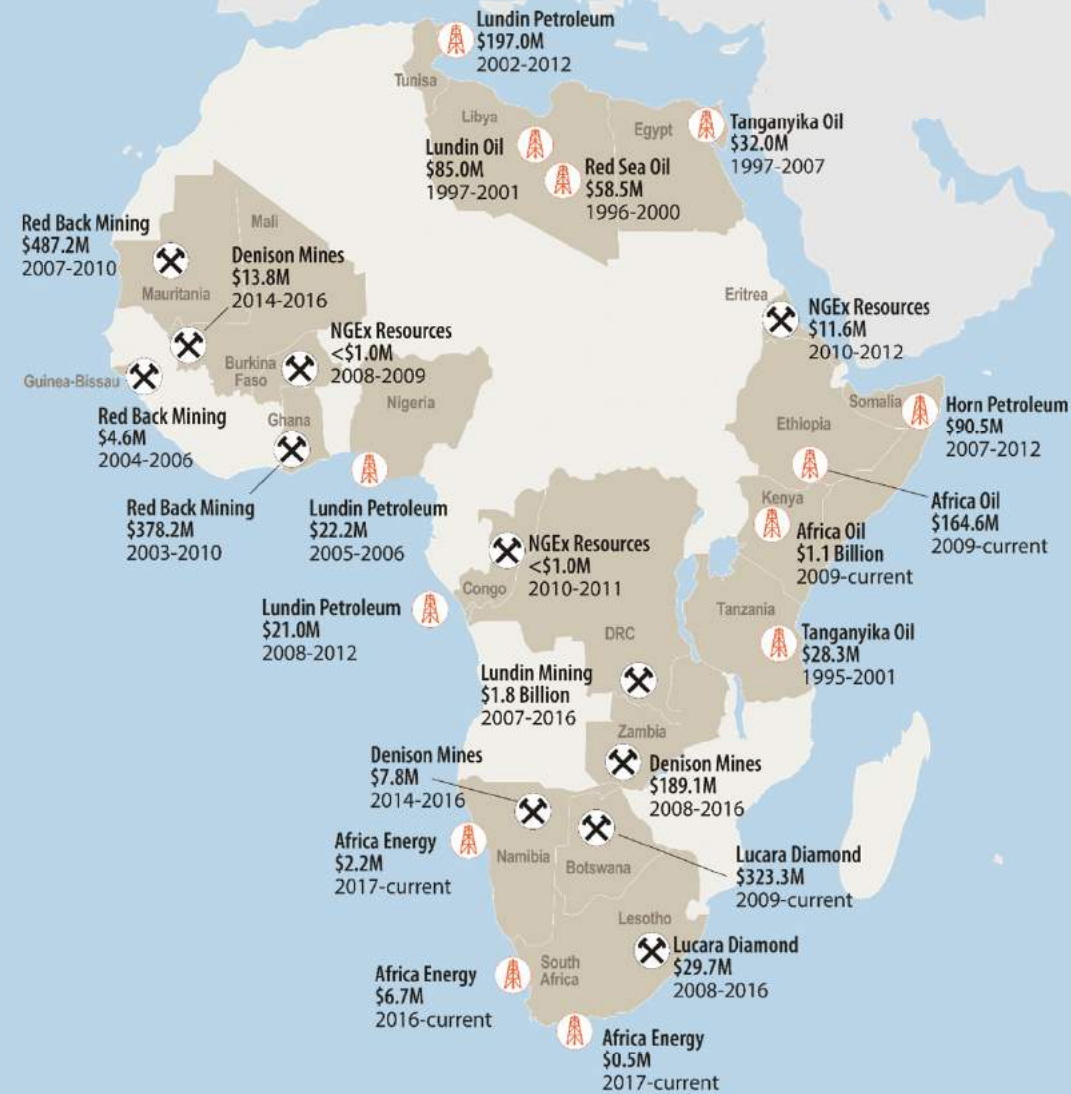 Lundin Petroleum
$197.0M
2002-2012
Tunisa
Libya
Lundin Oil
$85.0M
1997-2001
Red Sea Oil
$58.5M
1996-2000
Egypt
Tanganyika Oil
$32.0M
1997-2007
Red Back Mining
$487.2M
2007-2010
Mali
Mauritania
Denison Mines
$13.8M
2014-2016
Eritrea
NGEx Resources
$11.6M
2010-2012
NGEx Resources
<$1.0M
2008-2009
Burkina
Faso
Guinea-Bissau
Nigeria
Ghana
Red Back Mining
$4.6M
2004-2006
Somalia
Ethiopia
Horn Petroleum
$90.5M
2007-2012
Red Back Mining
$378.2M
2003-2010
Lundin Petroleum
$22.2M
2005-2006
Africa Oil
$164.6M
2009-current
Kenya
Africa Oil
$1.1 Billion
2009-current
NGEx Resources
<$1.0M
2010-2011
Congo
Lundin Petroleum
$21.0M
2008-2012
Tanzania
DRC
Tanganyika Oil
$28.3M
1995-2001
Lundin Mining
$1.8 Billion
2007-2016
Zambia
Denison Mines
$7.8M
2014-2016
Denison Mines
$189.1M
2008-2016
Africa Energy
$2.2M
2017-current
Namibia
Botswana
Lucara Diamond
$323.3M
2009-current
Lesotho
Lucara Diamond
$29.7M
2008-2016
South
Africa
Africa Energy
$6.7M
2016-current
Africa Energy
$0.5M
2017-current